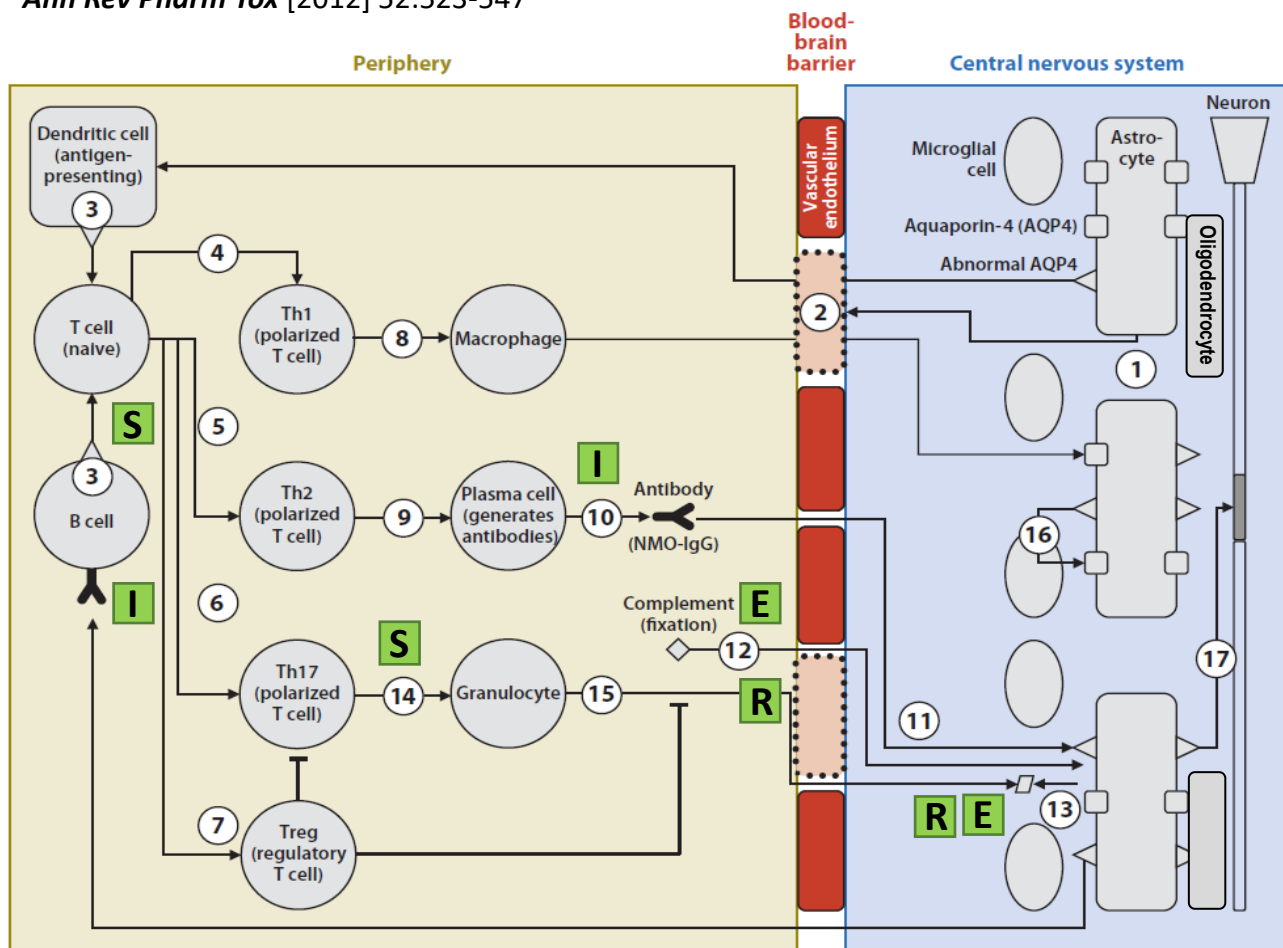 Ann Rev Pharm Tox [2012] 52:323-347
Blood-
brain
barrier
Periphery
Central nervous system
Neuron
Dendritic cell
(antigen-
presenting)
3
Vascular
endothelium
Microglial
cell
Astro-
cyte
Aquaporin-4 (AQP4)
Oligodendrocyte
Abnormal AQP4
4
T cell
(naive)
Th1
(polarized
T cell)
8
Macrophage
2
1
S
5
3
B cell
I
Th2
(polarized
T cell)
9
Plasma cell
(generates
antibodies)
I
10
Antibody
(NMO-IgG)
16
6
Complement
(fixation)
E
12
S
Th17
(polarized
T cell)
14
Granulocyte
15
R
11
17
7
Treg
(regulatory
T cell)
R
E
13